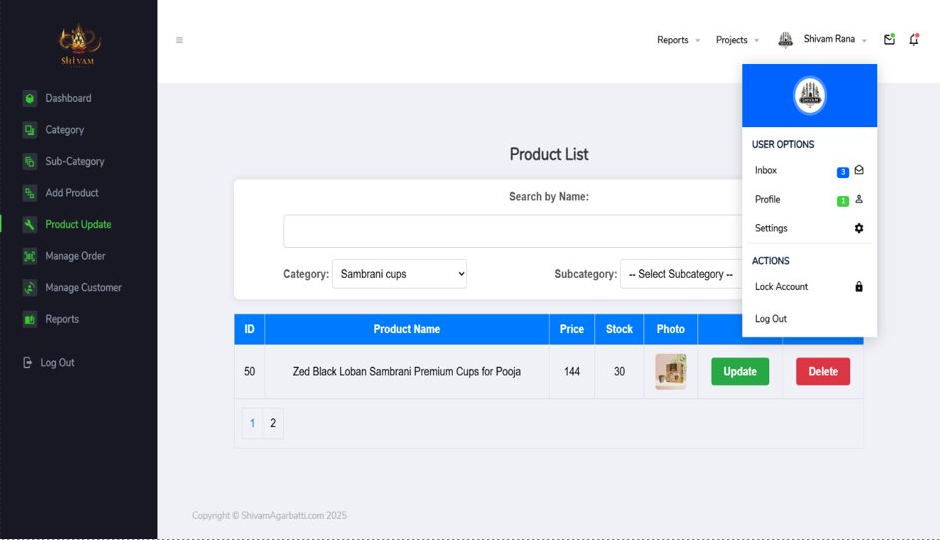 SHIVAM
Reports
Projects
Shivam Rana
Dashboard
Category
Sub-Category
Add Product
Product Update
Manage Order
Manage Customer
Reports
Log Out
SHIVAM
USER OPTIONS
Inbox 3
Profile 1
Settings
ACTIONS
Lock Account
Log Out
Product List
Search by Name:
Category: Sambrani cups Subcategory: -- Select Subcategory --
ID Product Name Price Stock Photo
50 Zed Black Loban Sambrani Premium Cups for Pooja 144 30 Update Delete
1 2
Copyright © ShivamAgarbatti.com 2025